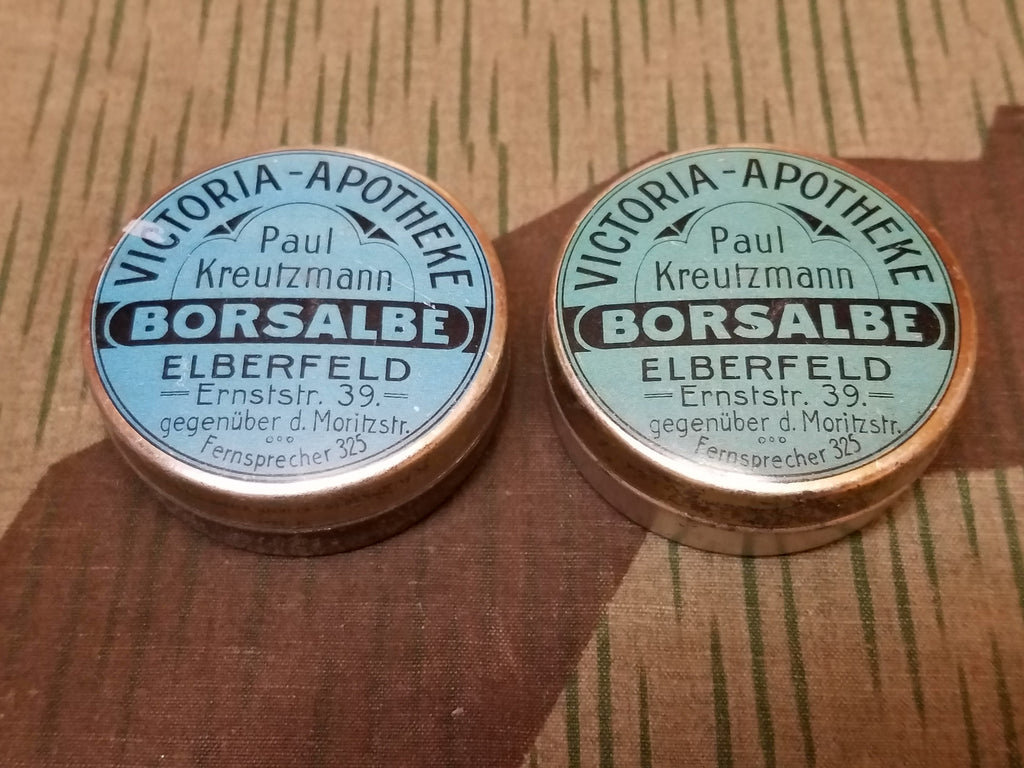 VICTORIA-APOTHEKE
Paul
Kreutzmann
BORSALBE
ELBERFELD
Ernststr. 39.
gegenüber d. Moritzstr.
Fernsprecher 325
VICTORIA-APOTHEKE
Paul
Kreutzmann
BORSALBE
ELBERFELD
Ernststr. 39.
gegenüber d. Moritzstr.
Fernsprecher 325